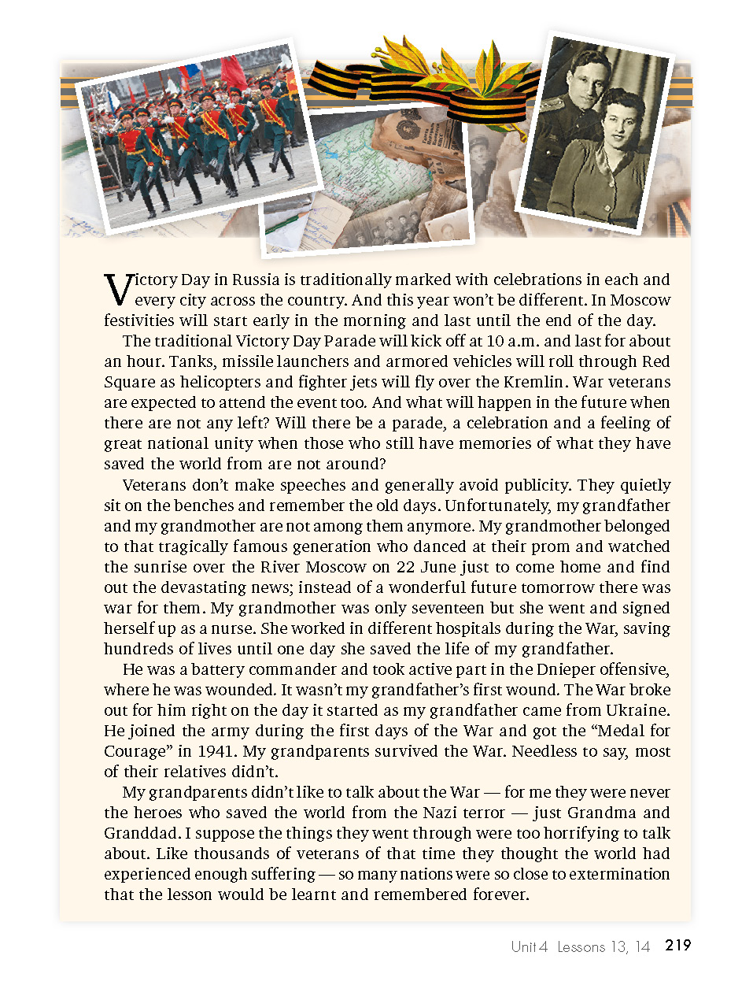 Victory Day in Russia is traditionally marked with celebrations in each and
every city across the country. And this year won’t be different. In Moscow
festivities will start early in the morning and last until the end of the day.
The traditional Victory Day Parade will kick off at 10 a.m. and last for about
an hour. Tanks, missile launchers and armored vehicles will roll through Red
Square as helicopters and fighter jets will fly over the Kremlin. War veterans
are expected to attend the event too. And what will happen in the future when
there are not any left? Will there be a parade, a celebration and a feeling of
great national unity when those who still have memories of what they have
saved the world from are not around?
Veterans don’t make speeches and generally avoid publicity. They quietly
sit on the benches and remember the old days. Unfortunately, my grandfather
and my grandmother are not among them anymore. My grandmother belonged
to that tragically famous generation who danced at their prom and watched
the sunrise over the River Moscow on 22 June just to come home and find
out the devastating news; instead of a wonderful future tomorrow there was
war for them. My grandmother was only seventeen but she went and signed
herself up as a nurse. She worked in different hospitals during the War, saving
hundreds of lives until one day she saved the life of my grandfather.
He was a battery commander and took active part in the Dnieper offensive,
where he was wounded. It wasn’t my grandfather’s first wound. The War broke
out for him right on the day it started as my grandfather came from Ukraine.
He joined the army during the first days of the War and got the “Medal for
Courage” in 1941. My grandparents survived the War. Needless to say, most
of their relatives didn’t.
My grandparents didn’t like to talk about the War — for me they were never
the heroes who saved the world from the Nazi terror — just Grandma and
Granddad. I suppose the things they went through were too horrifying to talk
about. Like thousands of veterans of that time they thought the world had
experienced enough suffering — so many nations were so close to extermination
that the lesson would be learnt and remembered forever.
Unit 4 Lessons 13, 14 219